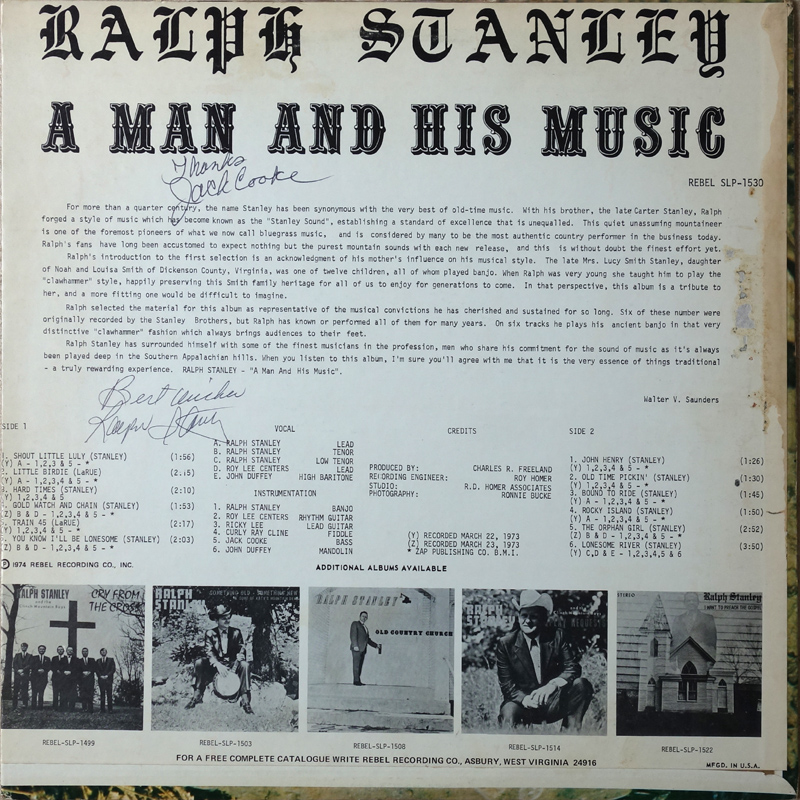 RALPH STANLEY
A MAN AND HIS MUSIC
Thanks
Jack Cooke
REBEL SLP-1530
For more than a quarter century, the name Stanley has been synonymous with the very best of old-time music. With his brother, the late Carter Stanley, Ralph
forged a style of music which has become known as the "Stanley Sound", establishing a standard of excellence that is unequalled. This quiet unassuming mountaineer
is one of the foremost pioneers of what we now call bluegrass music, and is considered by many to be the most authentic country performer in the business today.
Ralph's fans have long been accustomed to expect nothing but the purest mountain sounds with each new release, and this is without doubt the finest effort yet.
Ralph's introduction to the first selection is an acknowledgment of his mother's influence on his musical style. The late Mrs. Lucy Smith Stanley, daughter
of Noah and Louisa Smith of Dickenson County, Virginia, was one of twelve children, all of whom played banjo. When Ralph was very young she taught him to play the
"clawhammer" style, happily preserving this Smith family heritage for all of us to enjoy for generations to come. In that perspective, this album is a tribute to
her, and a more fitting one would be difficult to imagine.
Ralph selected the material for this album as representative of the musical convictions he has cherished and sustained for so long. Six of these number were
originally recorded by the Stanley Brothers, but Ralph has known or performed all of them for many years. On six tracks he plays his ancient banjo in that very
distinctive "clawhammer" fashion which always brings audiences to their feet.
Ralph Stanley has surrounded himself with some of the finest musicians in the profession, men who share his commitment for the sound of music as it's always
been played deep in the Southern Appalachian hills. When you listen to this album, I'm sure you'll agree with me that it is the very essence of things traditional
- a truly rewarding experience. RALPH STANLEY - "A Man And His Music".
Walter V. Saunders
Best wishes
Ralph Stanley
SIDE 1
1. SHOUT LITTLE LULY (STANLEY) (1:56)
(Y) A - 1,2,3 & 5 - *
2. LITTLE BIRDIE (LaRUE) (2:15)
(Y) A - 1,2,3,4 & 5 - *
3. HARD TIMES (STANLEY) (2:10)
(Y) 1,2,3,4 & 5
4. GOLD WATCH AND CHAIN (STANLEY) (1:53)
(Z) B & D - 1,2,3,4 & 5 - *
5. TRAIN 45 (LaRUE) (2:17)
(Y) 1,2,3,4 & 5 - *
6. YOU KNOW I'LL BE LONESOME (STANLEY) (2:03)
(Z) B & D - 1,2,3,4 & 5 - *
VOCAL
A. RALPH STANLEY LEAD
B. RALPH STANLEY TENOR
C. RALPH STANLEY LOW TENOR
D. ROY LEE CENTERS LEAD
E. JOHN DUFFEY HIGH BARITONE
INSTRUMENTATION
1. RALPH STANLEY BANJO
2. ROY LEE CENTERS RHYTHM GUITAR
3. RICKY LEE LEAD GUITAR
4. CURLY RAY CLINE FIDDLE
5. JACK COOKE BASS
6. JOHN DUFFEY MANDOLIN
CREDITS
PRODUCED BY: CHARLES R. FREELAND
RECORDING ENGINEER: ROY HOMER
STUDIO: R.D. HOMER ASSOCIATES
PHOTOGRAPHY: RONNIE BUCKE
(Y) RECORDED MARCH 22, 1973
(Z) RECORDED MARCH 23, 1973
* ZAP PUBLISHING CO. B.M.I.
SIDE 2
1. JOHN HENRY (STANLEY) (1:26)
(Y) 1,2,3,4 & 5 - *
2. OLD TIME PICKIN' (STANLEY) (1:30)
(Y) 1,2,3,4 & 5 - *
3. BOUND TO RIDE (STANLEY) (1:45)
(Y) A - 1,2,3,4 & 5 - *
4. ROCKY ISLAND (STANLEY) (1:50)
(Y) A - 1,2,3,4 & 5 - *
5. THE ORPHAN GIRL (STANLEY) (2:52)
(Z) B & D - 1,2,3,4 & 5 - *
6. LONESOME RIVER (STANLEY) (3:50)
(Y) C,D & E - 1,2,3,4,5 & 6
Ⓟ 1974 REBEL RECORDING CO., INC.
ADDITIONAL ALBUMS AVAILABLE
RALPH STANLEY
CRY FROM
THE CROSS
RALPH
STANLEY
SOMETHING OLD - SOMETHING NEW
RALPH STANLEY
OLD COUNTRY CHURCH
RALPH
STANLEY
STEREO
Ralph Stanley
I WANT TO PREACH THE GOSPEL
REBEL-SLP-1499
REBEL-SLP-1503
REBEL-SLP-1508
REBEL-SLP-1514
REBEL-SLP-1522
FOR A FREE COMPLETE CATALOGUE WRITE REBEL RECORDING CO., ASBURY, WEST VIRGINIA 24916
MFGD. IN U.S.A.